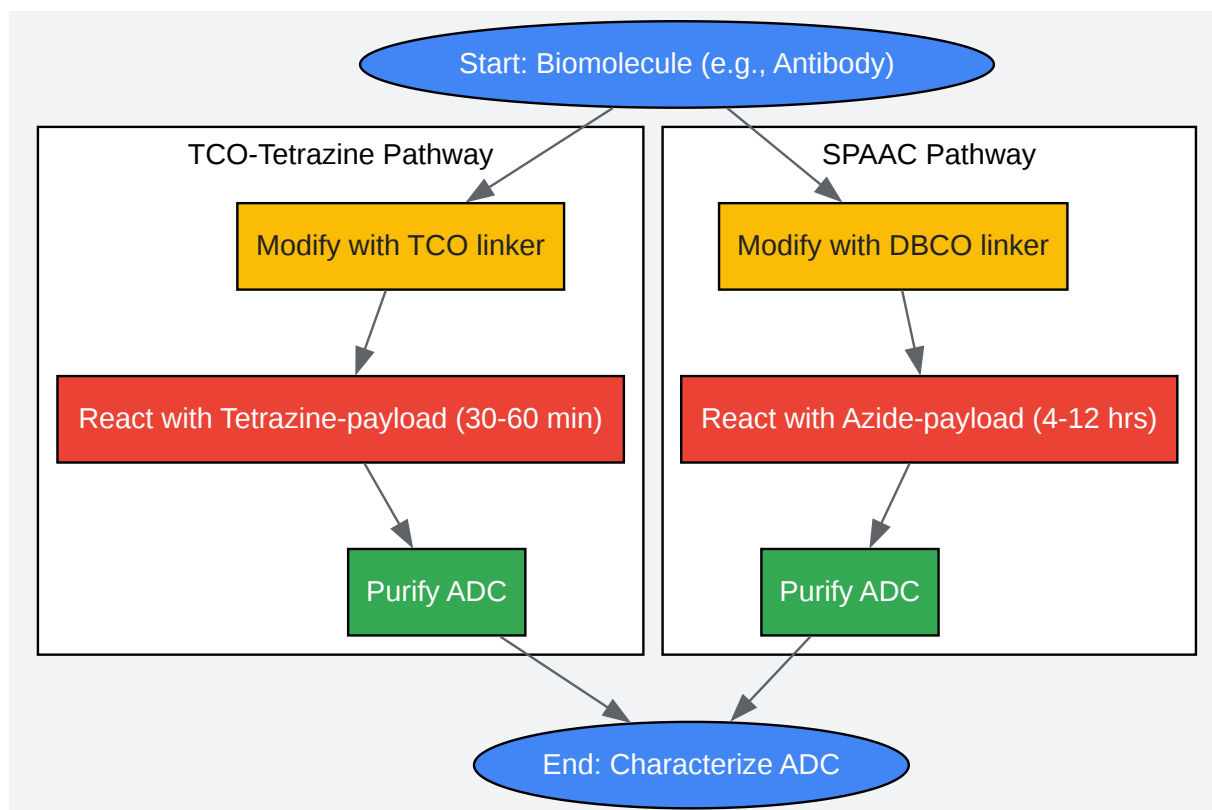 Start: Biomolecule (e.g., Antibody)
TCO-Tetrazine Pathway
Modify with TCO linker
React with Tetrazine-payload (30-60 min)
Purify ADC
SPAAC Pathway
Modify with DBCO linker
React with Azide-payload (4-12 hrs)
Purify ADC
End: Characterize ADC